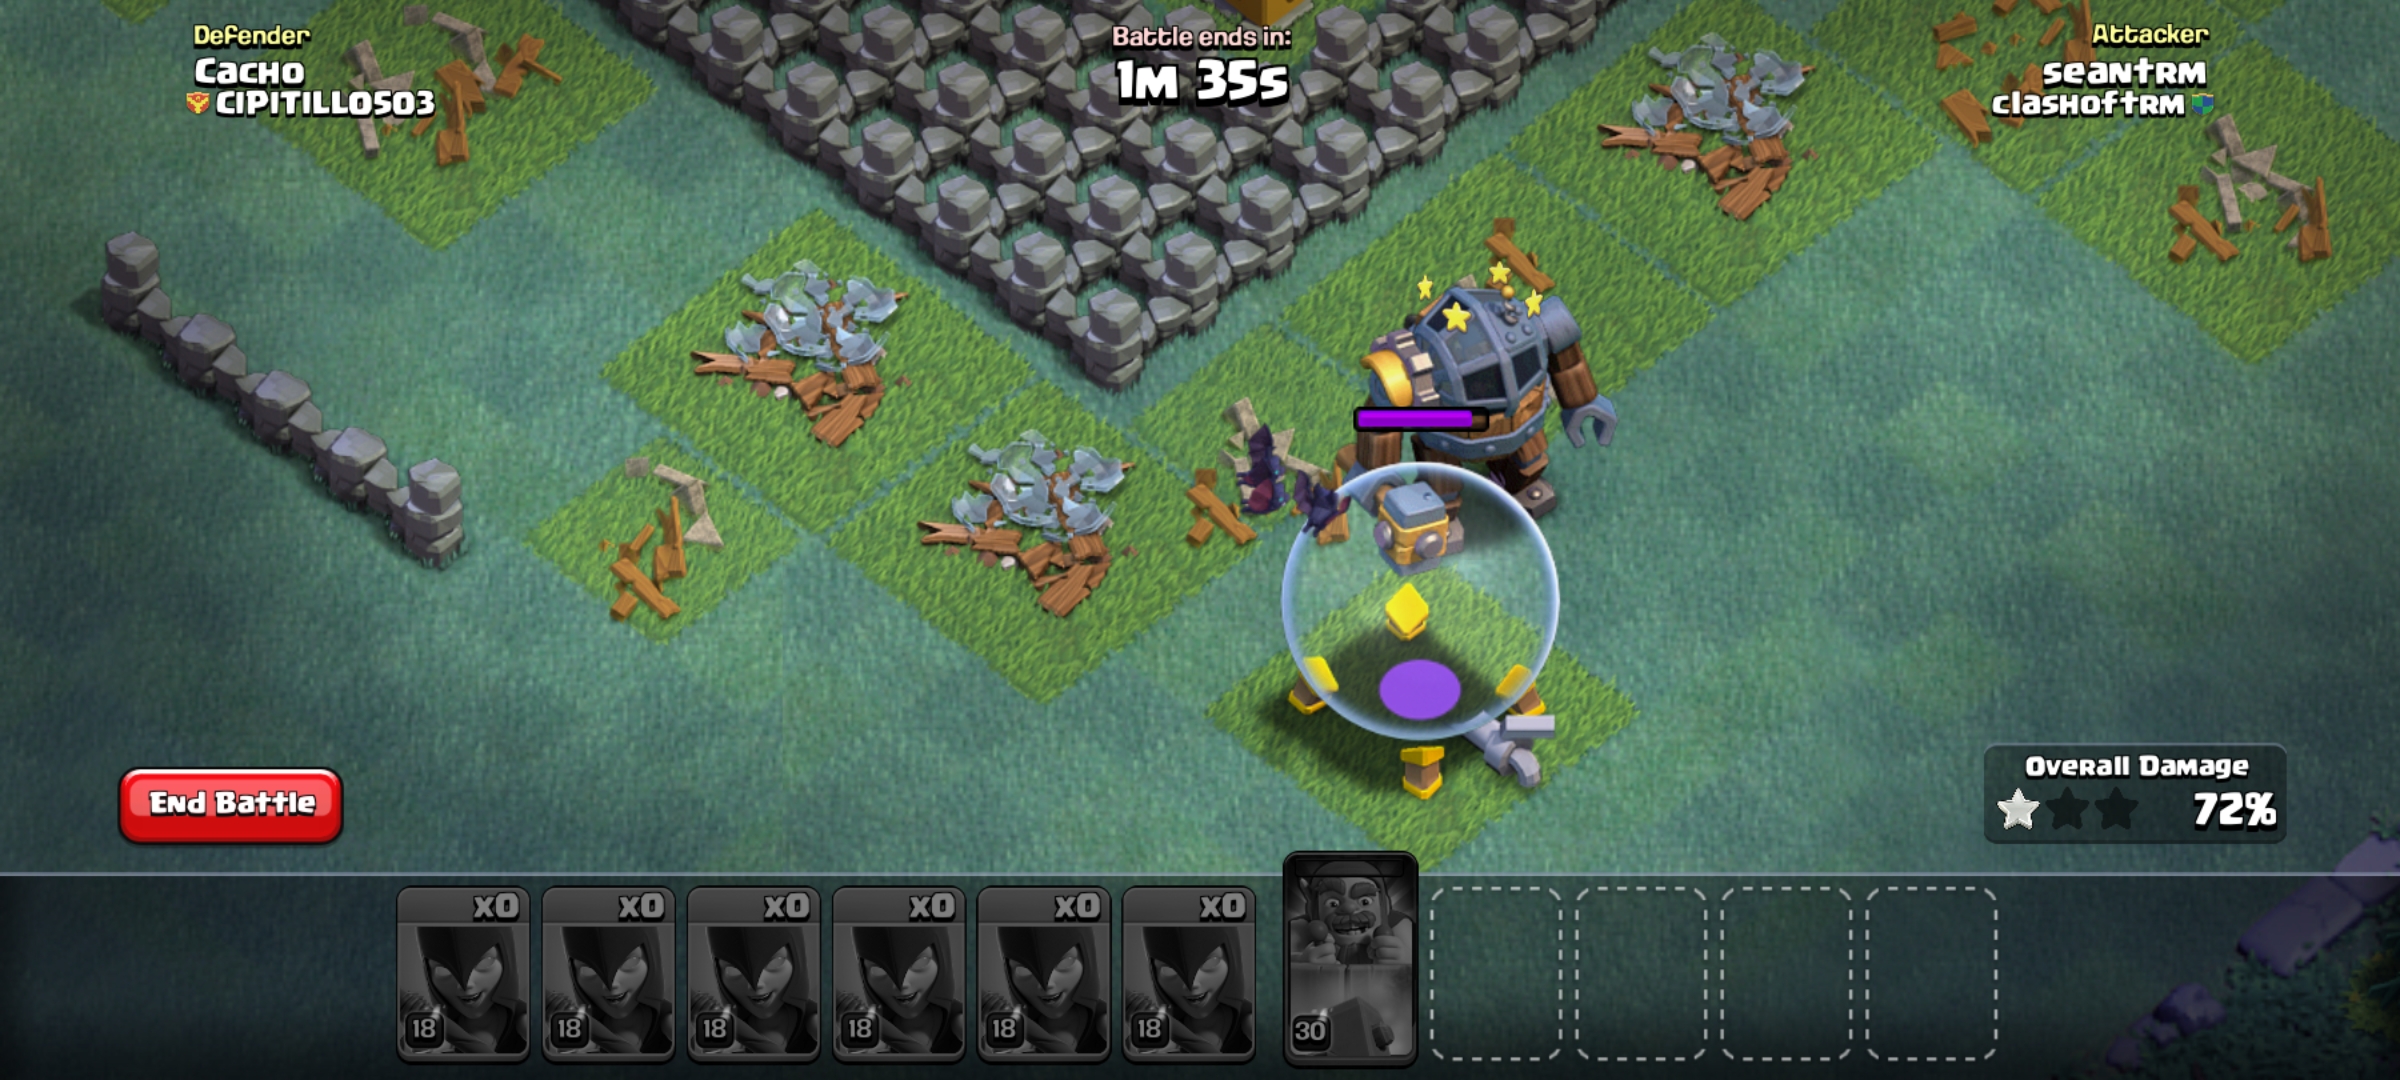 Defender
Cacho
CIPITILLO503
Battle ends in:
1M 35s
Attacker
seantRM
clashoftRM
End Battle
Overall Damage
72%
x0
x0
x0
x0
x0
x0
18
18
18
18
18
18
30